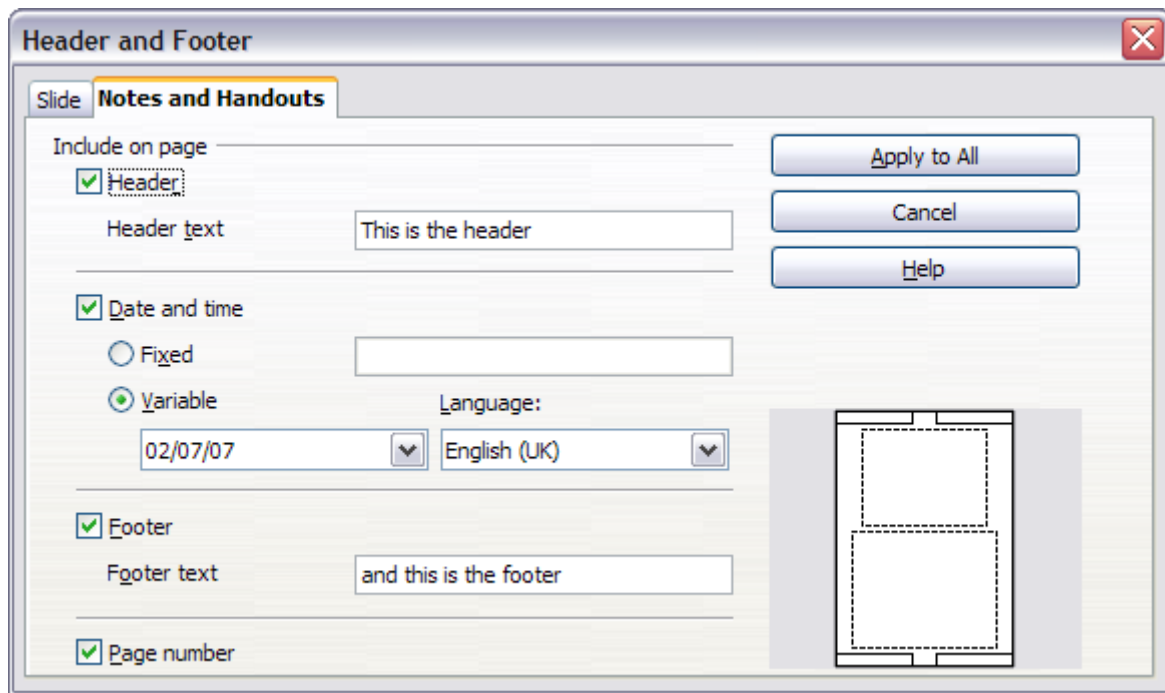 Header and Footer
Slide Notes and Handouts
Include on page
Apply to All
Header
Header text This is the header
Cancel
Help
Date and time
Fixed
Variable Language:
02/07/07 English (UK)
Footer
Footer text and this is the footer
Page number